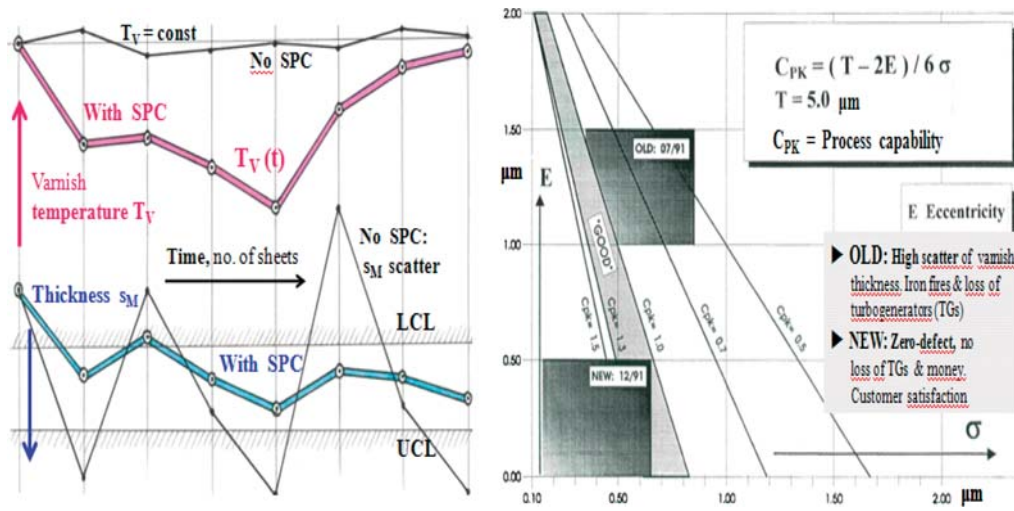 T_V = const
No SPC
With SPC
T_V (t)
Varnish
temperature T_V
No SPC:
s_M scatter
Time, no. of sheets
Thickness s_M
LCL
With SPC
UCL
2.00
1.50
μm
1.00
0.50
0.00
0.10
0.50
1.00
1.50
2.00
μm
E
C_PK = ( T – 2E ) / 6 σ
T = 5.0 μm
C_PK = Process capability
OLD: 07/91
E Eccentricity
"GOOD"
Cpk= 1.5
Cpk= 1.3
Cpk= 1.0
Cpk= 0.7
Cpk= 0.5
NEW: 12/91
▶ OLD: High scatter of varnish
thickness. Iron fires & loss of
turbogenerators (TGs)
▶ NEW: Zero-defect, no
loss of TGs & money.
Customer satisfaction
σ